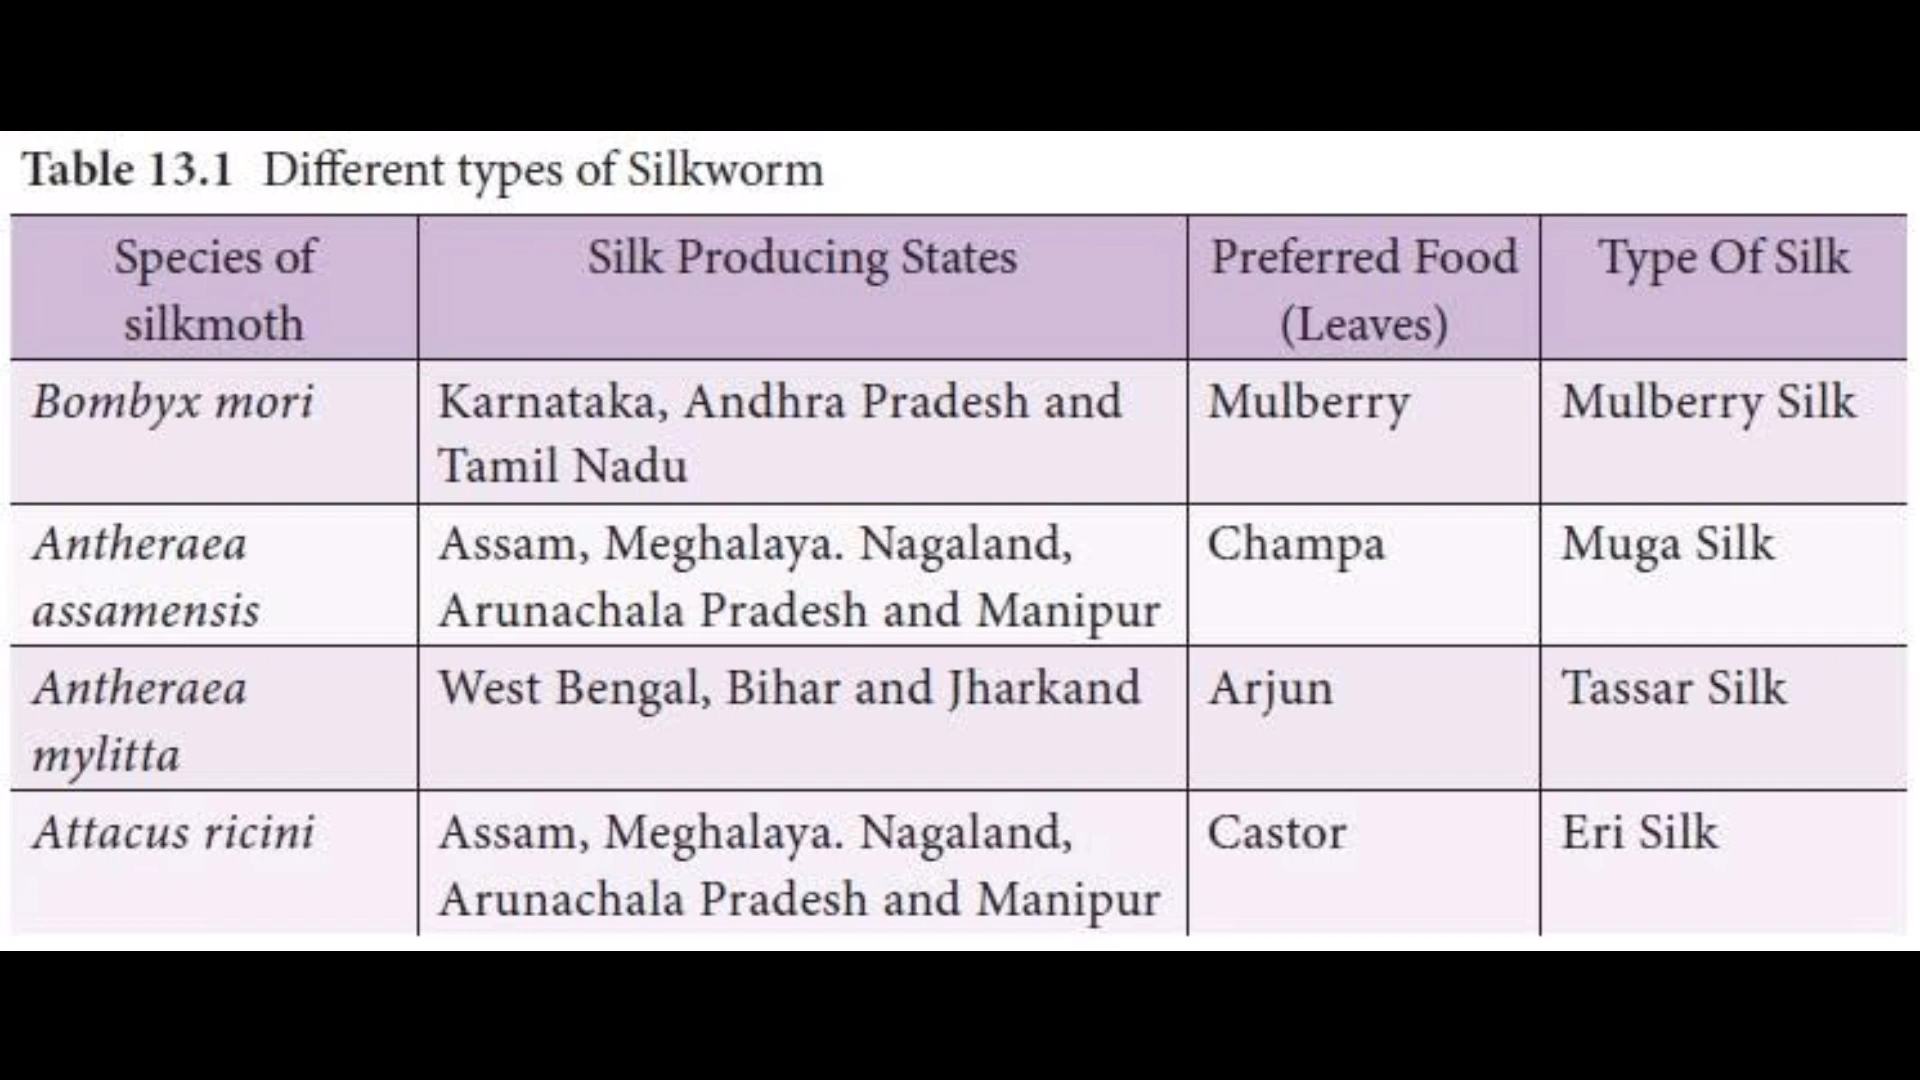 Table 13.1 Different types of Silkworm
Species of silkmoth
Silk Producing States
Preferred Food (Leaves)
Type Of Silk
Bombyx mori
Karnataka, Andhra Pradesh and
Tamil Nadu
Mulberry
Mulberry Silk
Antheraea
assamensis
Assam, Meghalaya. Nagaland,
Arunachala Pradesh and Manipur
Champa
Muga Silk
Antheraea
mylitta
West Bengal, Bihar and Jharkand
Arjun
Tassar Silk
Attacus ricini
Assam, Meghalaya. Nagaland,
Arunachala Pradesh and Manipur
Castor
Eri Silk